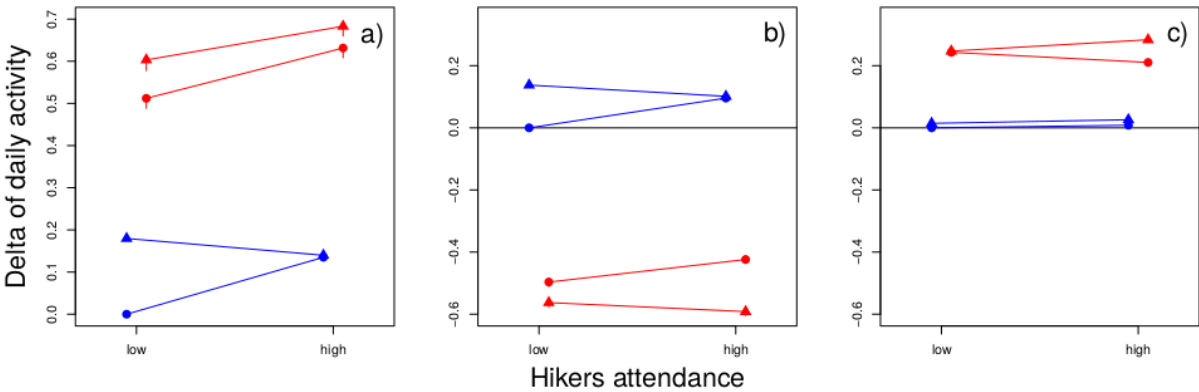 Delta of daily activity
a)
0.7
0.6
0.5
0.4
0.3
0.2
0.1
0.0
low high
b)
0.2
0.0
−0.2
−0.4
−0.6
low high
c)
0.2
0.0
−0.2
−0.4
−0.6
low high
Hikers attendance